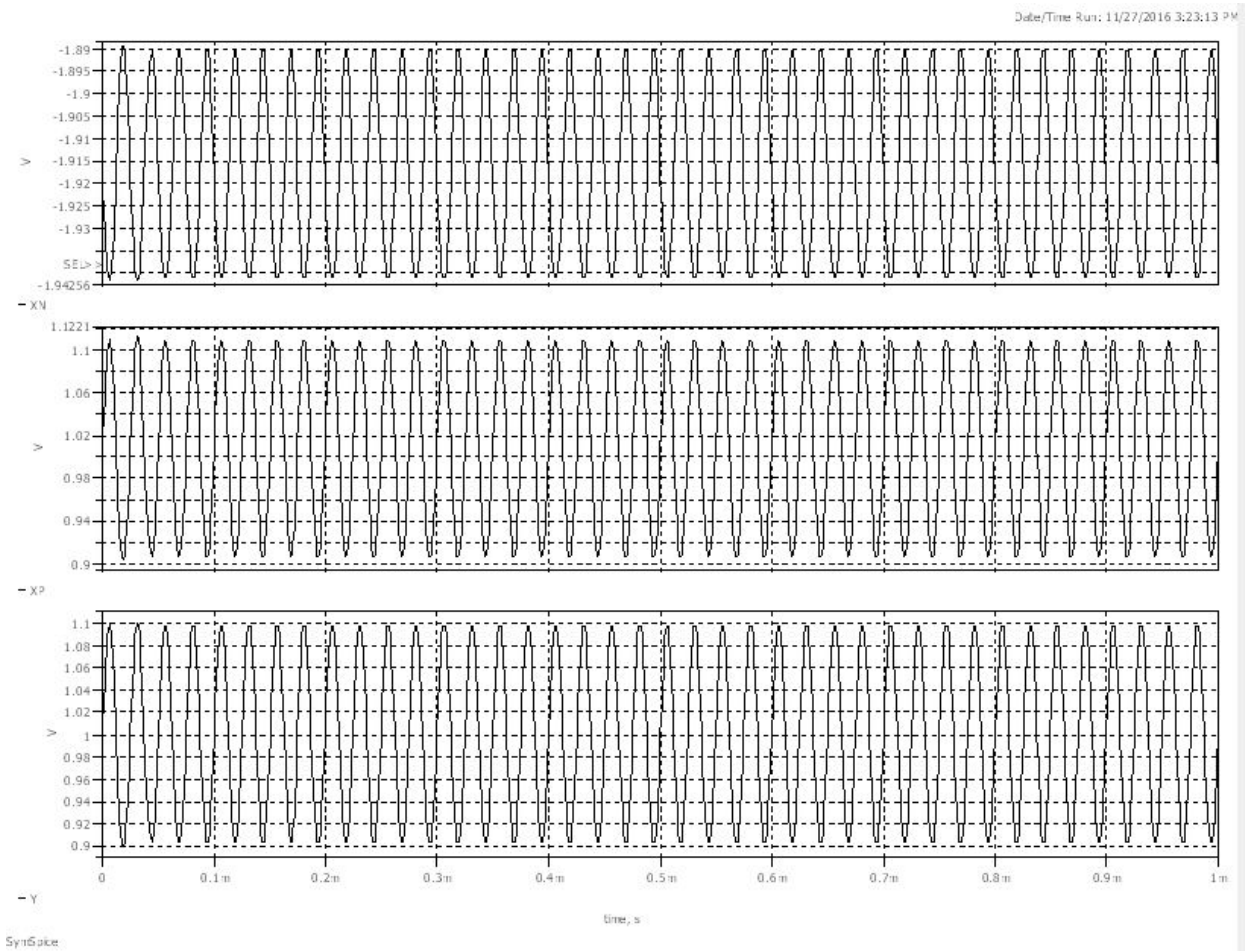 Date/Time Run: 11/27/2016 3:23:13 PM
-1.89
-1.895
-1.9
-1.905
-1.91
-1.915
V
-1.92
-1.925
-1.93
SEL>>
-1.94256
XN
1.1221
1.1
1.06
1.02
V
0.98
0.94
0.9
XP
1.1
1.08
1.06
1.04
1.02
V
1
0.98
0.96
0.94
0.92
0.9
0 0.1m 0.2m 0.3m 0.4m 0.5m 0.6m 0.7m 0.8m 0.9m 1m
Y
time, s
SymSpice